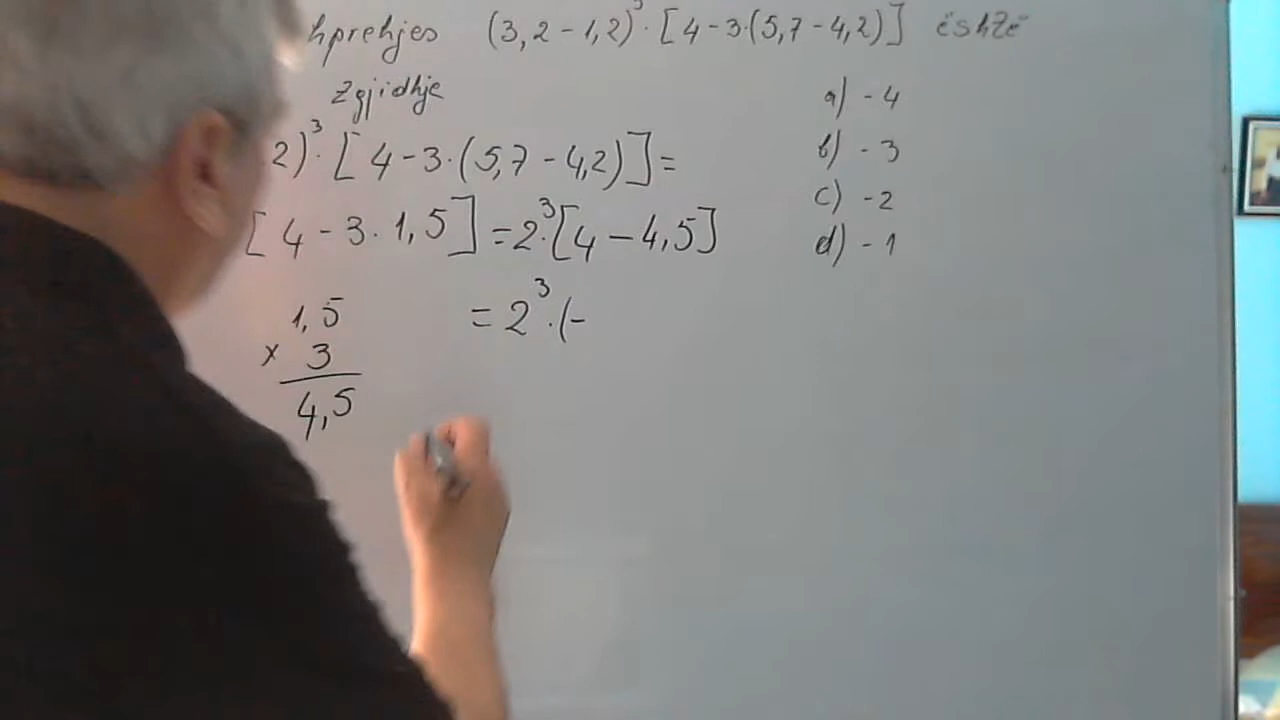 hprehjes (3,2 - 1,2)³ · [4 - 3·(5,7 - 4,2)] është
Zgjidhje
a) - 4
b) - 3
c) - 2
d) - 1
2)³ · [4 - 3·(5,7 - 4,2)] =
[4 - 3 · 1,5] = 2³·[4 - 4,5]
= 2³ · (-
1,5
x 3
4,5